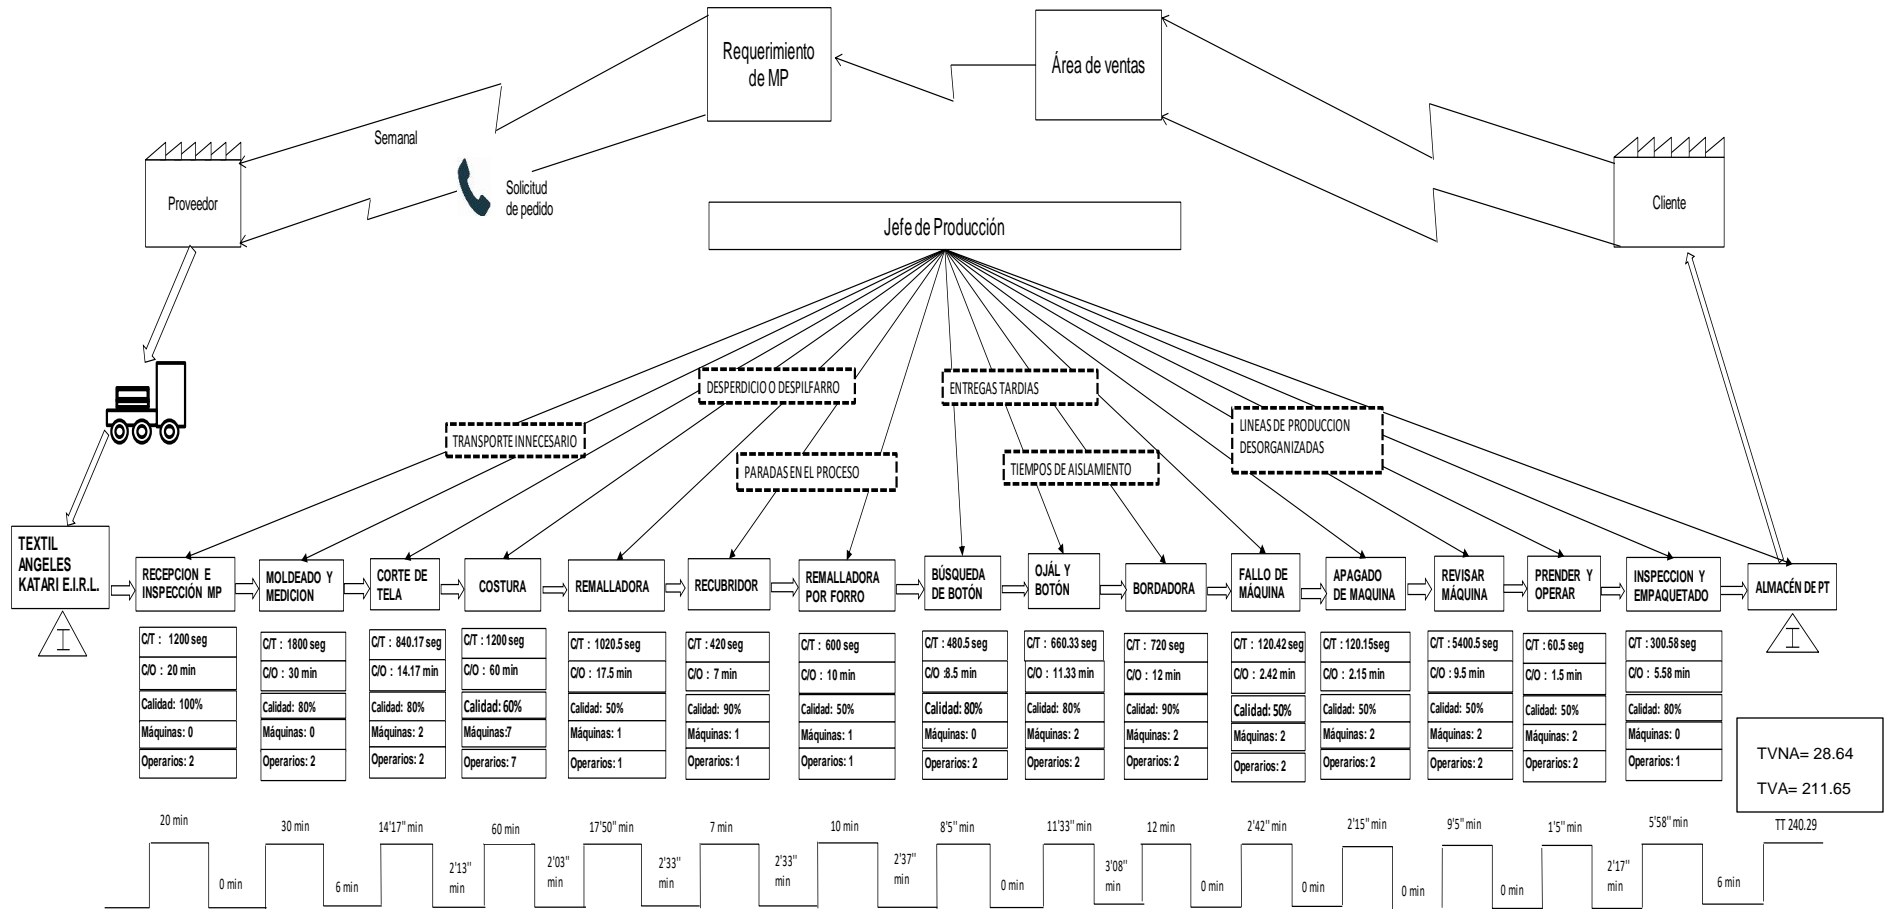 Requerimiento
de MP
Área de ventas
Semanal
Solicitud
de pedido
Proveedor
Cliente
Jefe de Producción
DESPERDICIO O DESPILFARRO
ENTREGAS TARDIAS
TRANSPORTE INNECESARIO
LINEAS DE PRODUCCION
DESORGANIZADAS
PARADAS EN EL PROCESO
TIEMPOS DE AISLAMIENTO
TEXTIL
ANGELES
KATARI E.I.R.L.
I
RECEPCION E
INSPECCIÓN MP
C/T : 1200 seg
C/O : 20 min
Calidad: 100%
Máquinas: 0
Operarios: 2
MOLDEADO Y
MEDICION
C/T : 1800 seg
C/O : 30 min
Calidad: 80%
Máquinas: 0
Operarios: 2
CORTE DE
TELA
C/T : 840.17 seg
C/O : 14.17 min
Calidad: 80%
Máquinas: 2
Operarios: 2
COSTURA
C/T : 1200 seg
C/O : 60 min
Calidad: 60%
Máquinas:7
Operarios: 7
REMALLADORA
C/T : 1020.5 seg
C/O : 17.5 min
Calidad: 50%
Máquinas: 1
Operarios: 1
RECUBRIDOR
C/T : 420 seg
C/O : 7 min
Calidad: 90%
Máquinas: 1
Operarios: 1
REMALLADORA
POR FORRO
C/T : 600 seg
C/O : 10 min
Calidad: 50%
Máquinas: 1
Operarios: 1
BÚSQUEDA
DE BOTÓN
C/T : 480.5 seg
C/O :8.5 min
Calidad: 80%
Máquinas: 0
Operarios: 2
OJÁL Y
BOTÓN
C/T : 660.33 seg
C/O : 11.33 min
Calidad: 80%
Máquinas: 2
Operarios: 2
BORDADORA
C/T : 720 seg
C/O : 12 min
Calidad: 90%
Máquinas: 2
Operarios: 2
FALLO DE
MÁQUINA
C/T : 120.42 seg
C/O : 2.42 min
Calidad: 50%
Máquinas: 2
Operarios: 2
APAGADO
DE MAQUINA
C/T : 120.15seg
C/O : 2.15 min
Calidad: 50%
Máquinas: 2
Operarios: 2
REVISAR
MÁQUINA
C/T : 5400.5 seg
C/O : 9.5 min
Calidad: 50%
Máquinas: 2
Operarios: 2
PRENDER Y
OPERAR
C/T : 60.5 seg
C/O : 1.5 min
Calidad: 50%
Máquinas: 2
Operarios: 2
INSPECCION Y
EMPAQUETADO
C/T : 300.58 seg
C/O : 5.58 min
Calidad: 80%
Máquinas: 0
Operarios: 1
ALMACÉN DE PT
I
TVNA= 28.64
TVA= 211.65
20 min
0 min
30 min
6 min
14'17" min
2'13"
min
60 min
2'03"
min
17'50" min
2'33"
min
7 min
2'33"
min
10 min
2'37"
min
8'5" min
0 min
11'33" min
3'08"
min
12 min
0 min
2'42" min
0 min
2'15" min
0 min
9'5" min
0 min
1'5" min
2'17"
min
5'58" min
6 min
TT 240.29